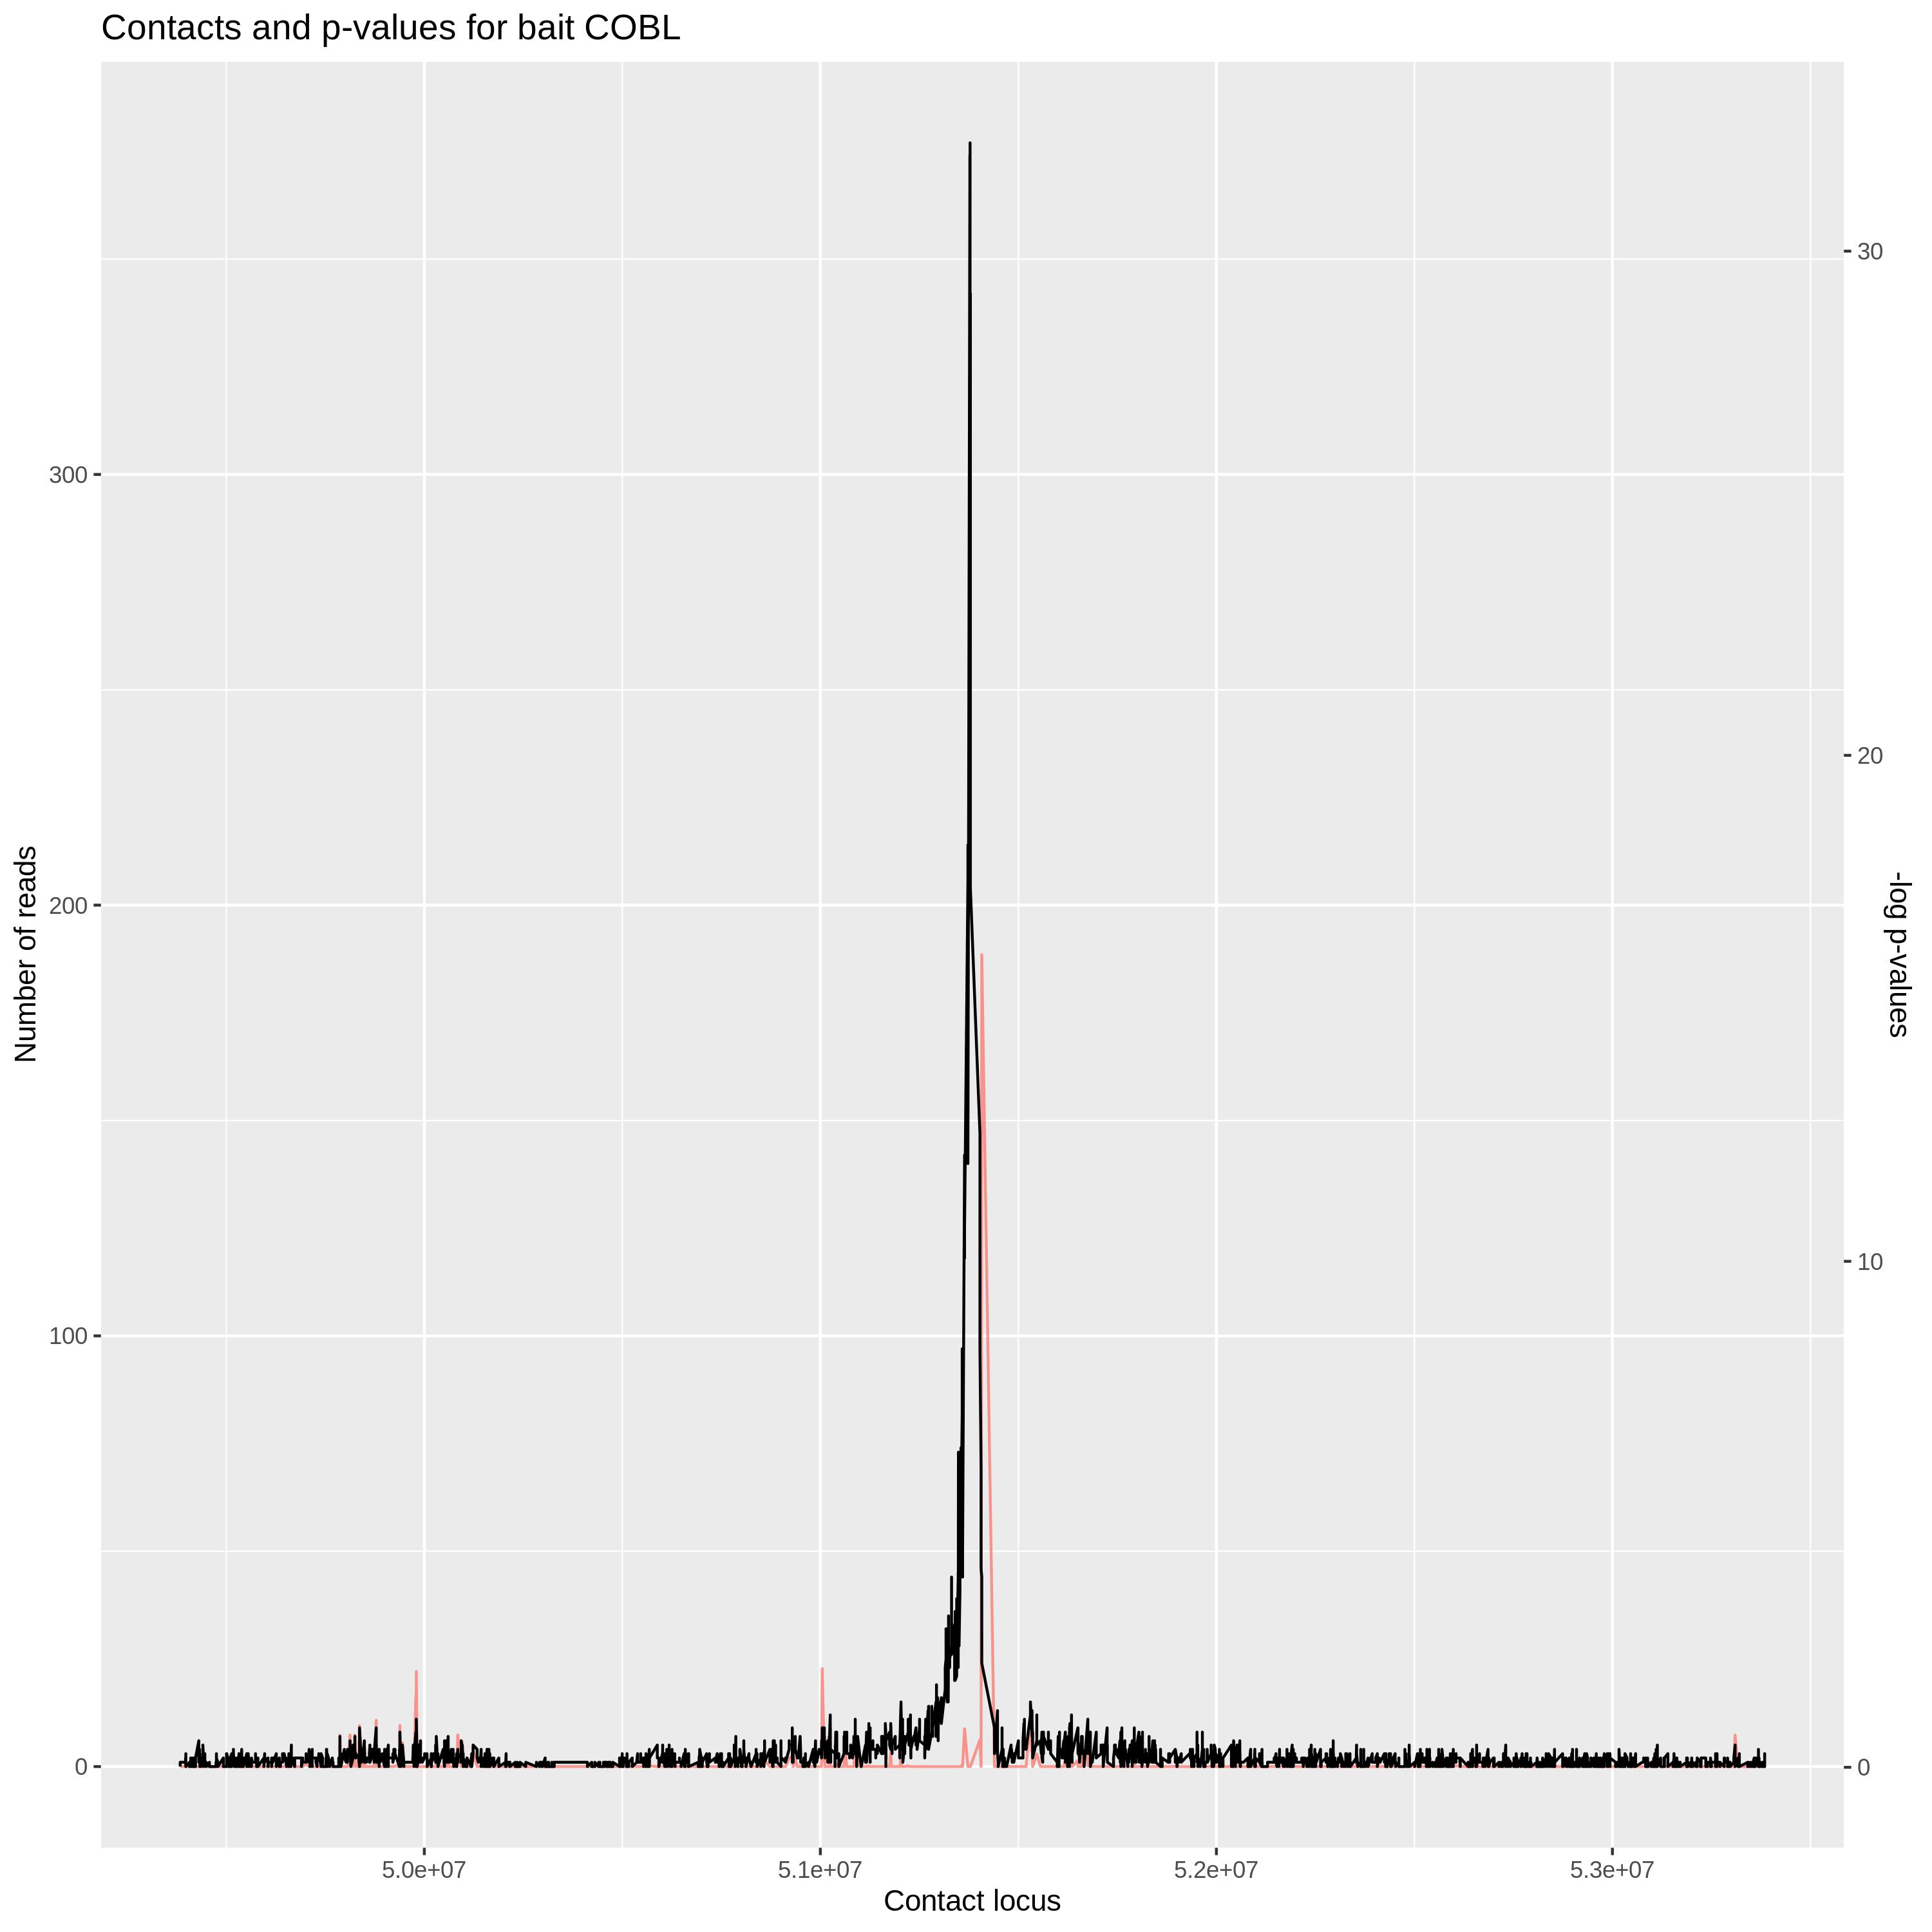 Contacts and p-values for bait COBL
Number of reads
300
200
100
0
30
20
10
0
-log p-values
5.0e+07
5.1e+07
5.2e+07
5.3e+07
Contact locus